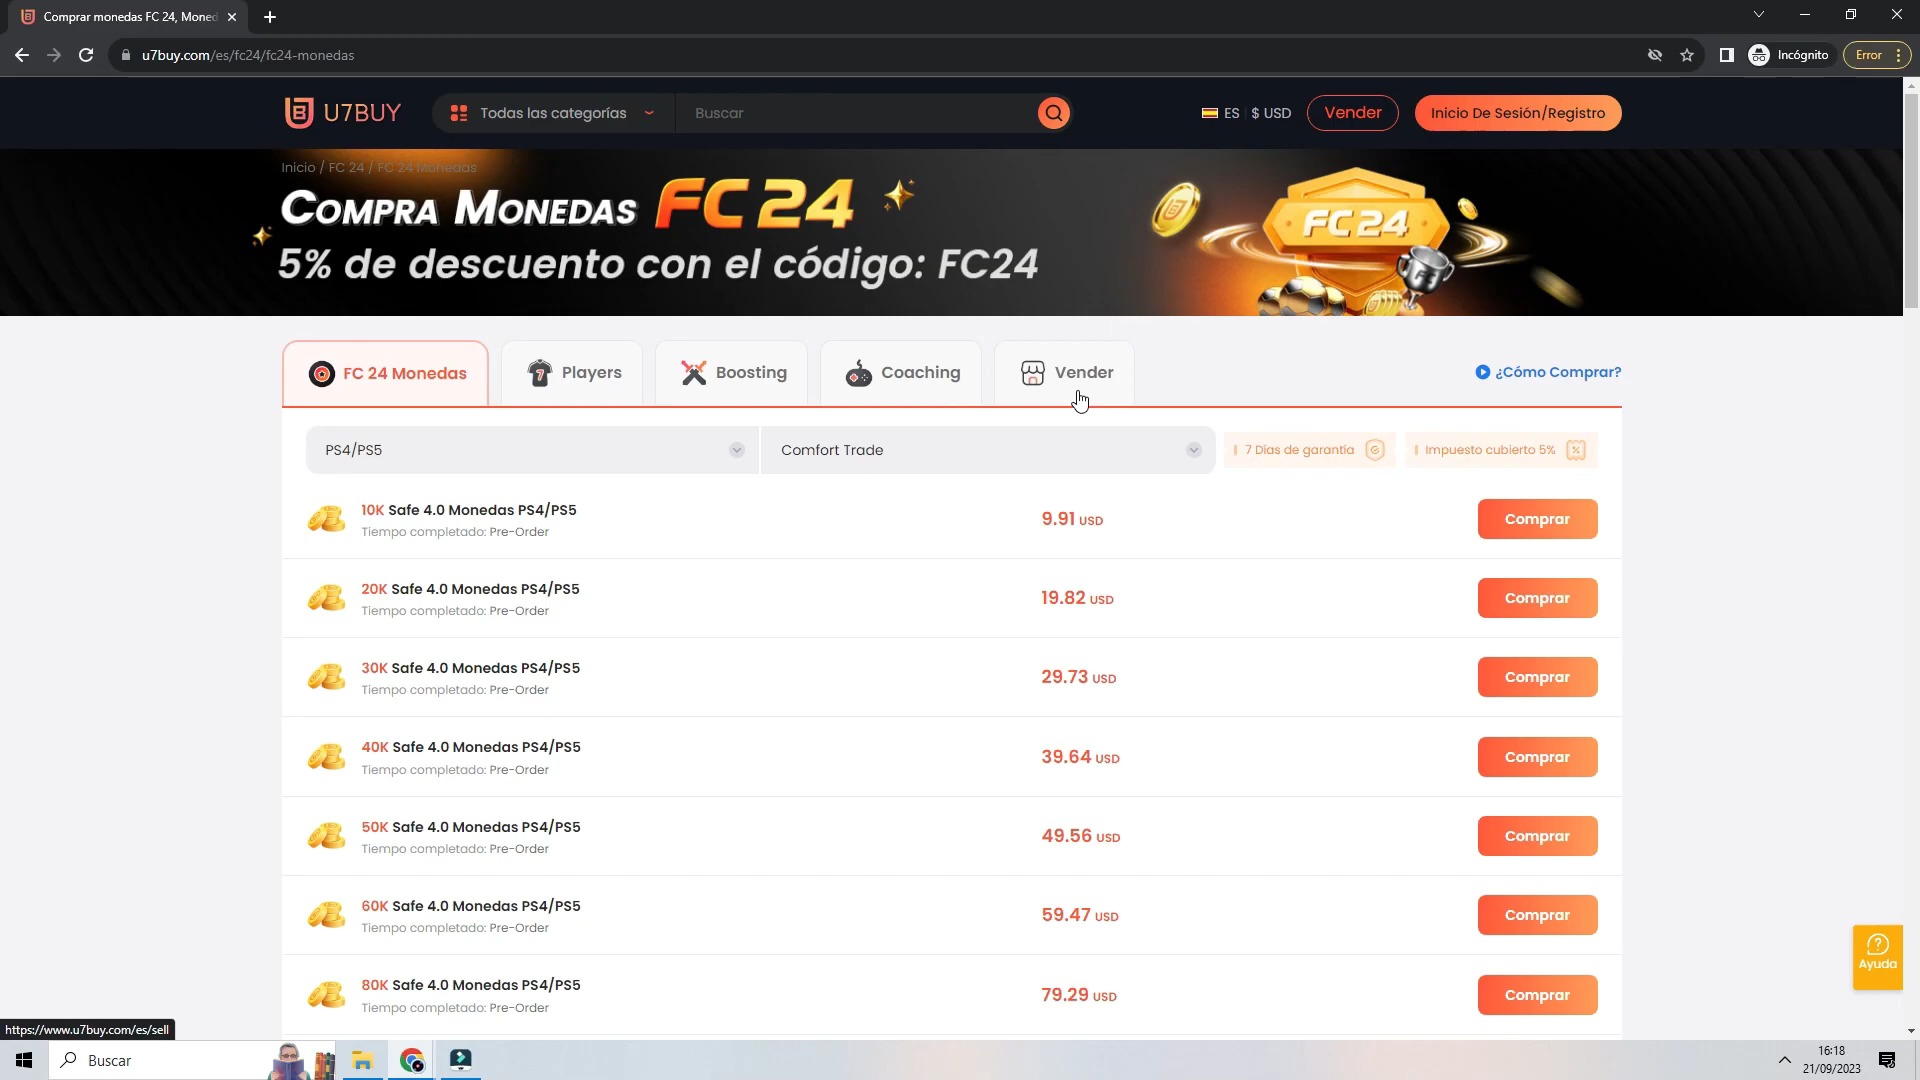 Comprar monedas FC 24, Moned
u7buy.com/es/fc24/fc24-monedas
Incógnito
Error
U7BUY
Todas las categorías
Buscar
ES
$ USD
Vender
Inicio De Sesión/Registro
Inicio / FC 24 / FC 24 Monedas
COMPRA MONEDAS FC 24
5% de descuento con el código: FC24
FC 24
FC 24 Monedas
7
Players
Boosting
Coaching
Vender
¿Cómo Comprar?
PS4/PS5
Comfort Trade
7 Días de garantía
Impuesto cubierto 5%
10K Safe 4.0 Monedas PS4/PS5
Tiempo completado: Pre-Order
9.91 USD
Comprar
20K Safe 4.0 Monedas PS4/PS5
Tiempo completado: Pre-Order
19.82 USD
Comprar
30K Safe 4.0 Monedas PS4/PS5
Tiempo completado: Pre-Order
29.73 USD
Comprar
40K Safe 4.0 Monedas PS4/PS5
Tiempo completado: Pre-Order
39.64 USD
Comprar
50K Safe 4.0 Monedas PS4/PS5
Tiempo completado: Pre-Order
49.56 USD
Comprar
60K Safe 4.0 Monedas PS4/PS5
Tiempo completado: Pre-Order
59.47 USD
Comprar
80K Safe 4.0 Monedas PS4/PS5
Tiempo completado: Pre-Order
79.29 USD
Comprar
Ayuda
https://www.u7buy.com/es/sell
Buscar
16:18
21/09/2023